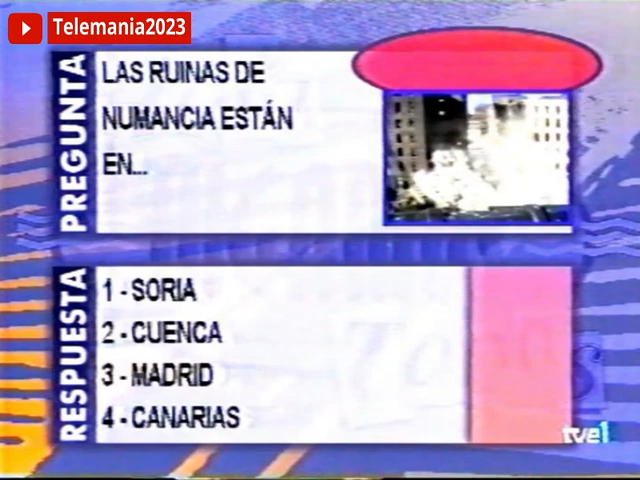 Telemania2023
PREGUNTA
LAS RUINAS DE
NUMANCIA ESTÁN
EN...
RESPUESTA
1 - SORIA
2 - CUENCA
3 - MADRID
4 - CANARIAS
tve1